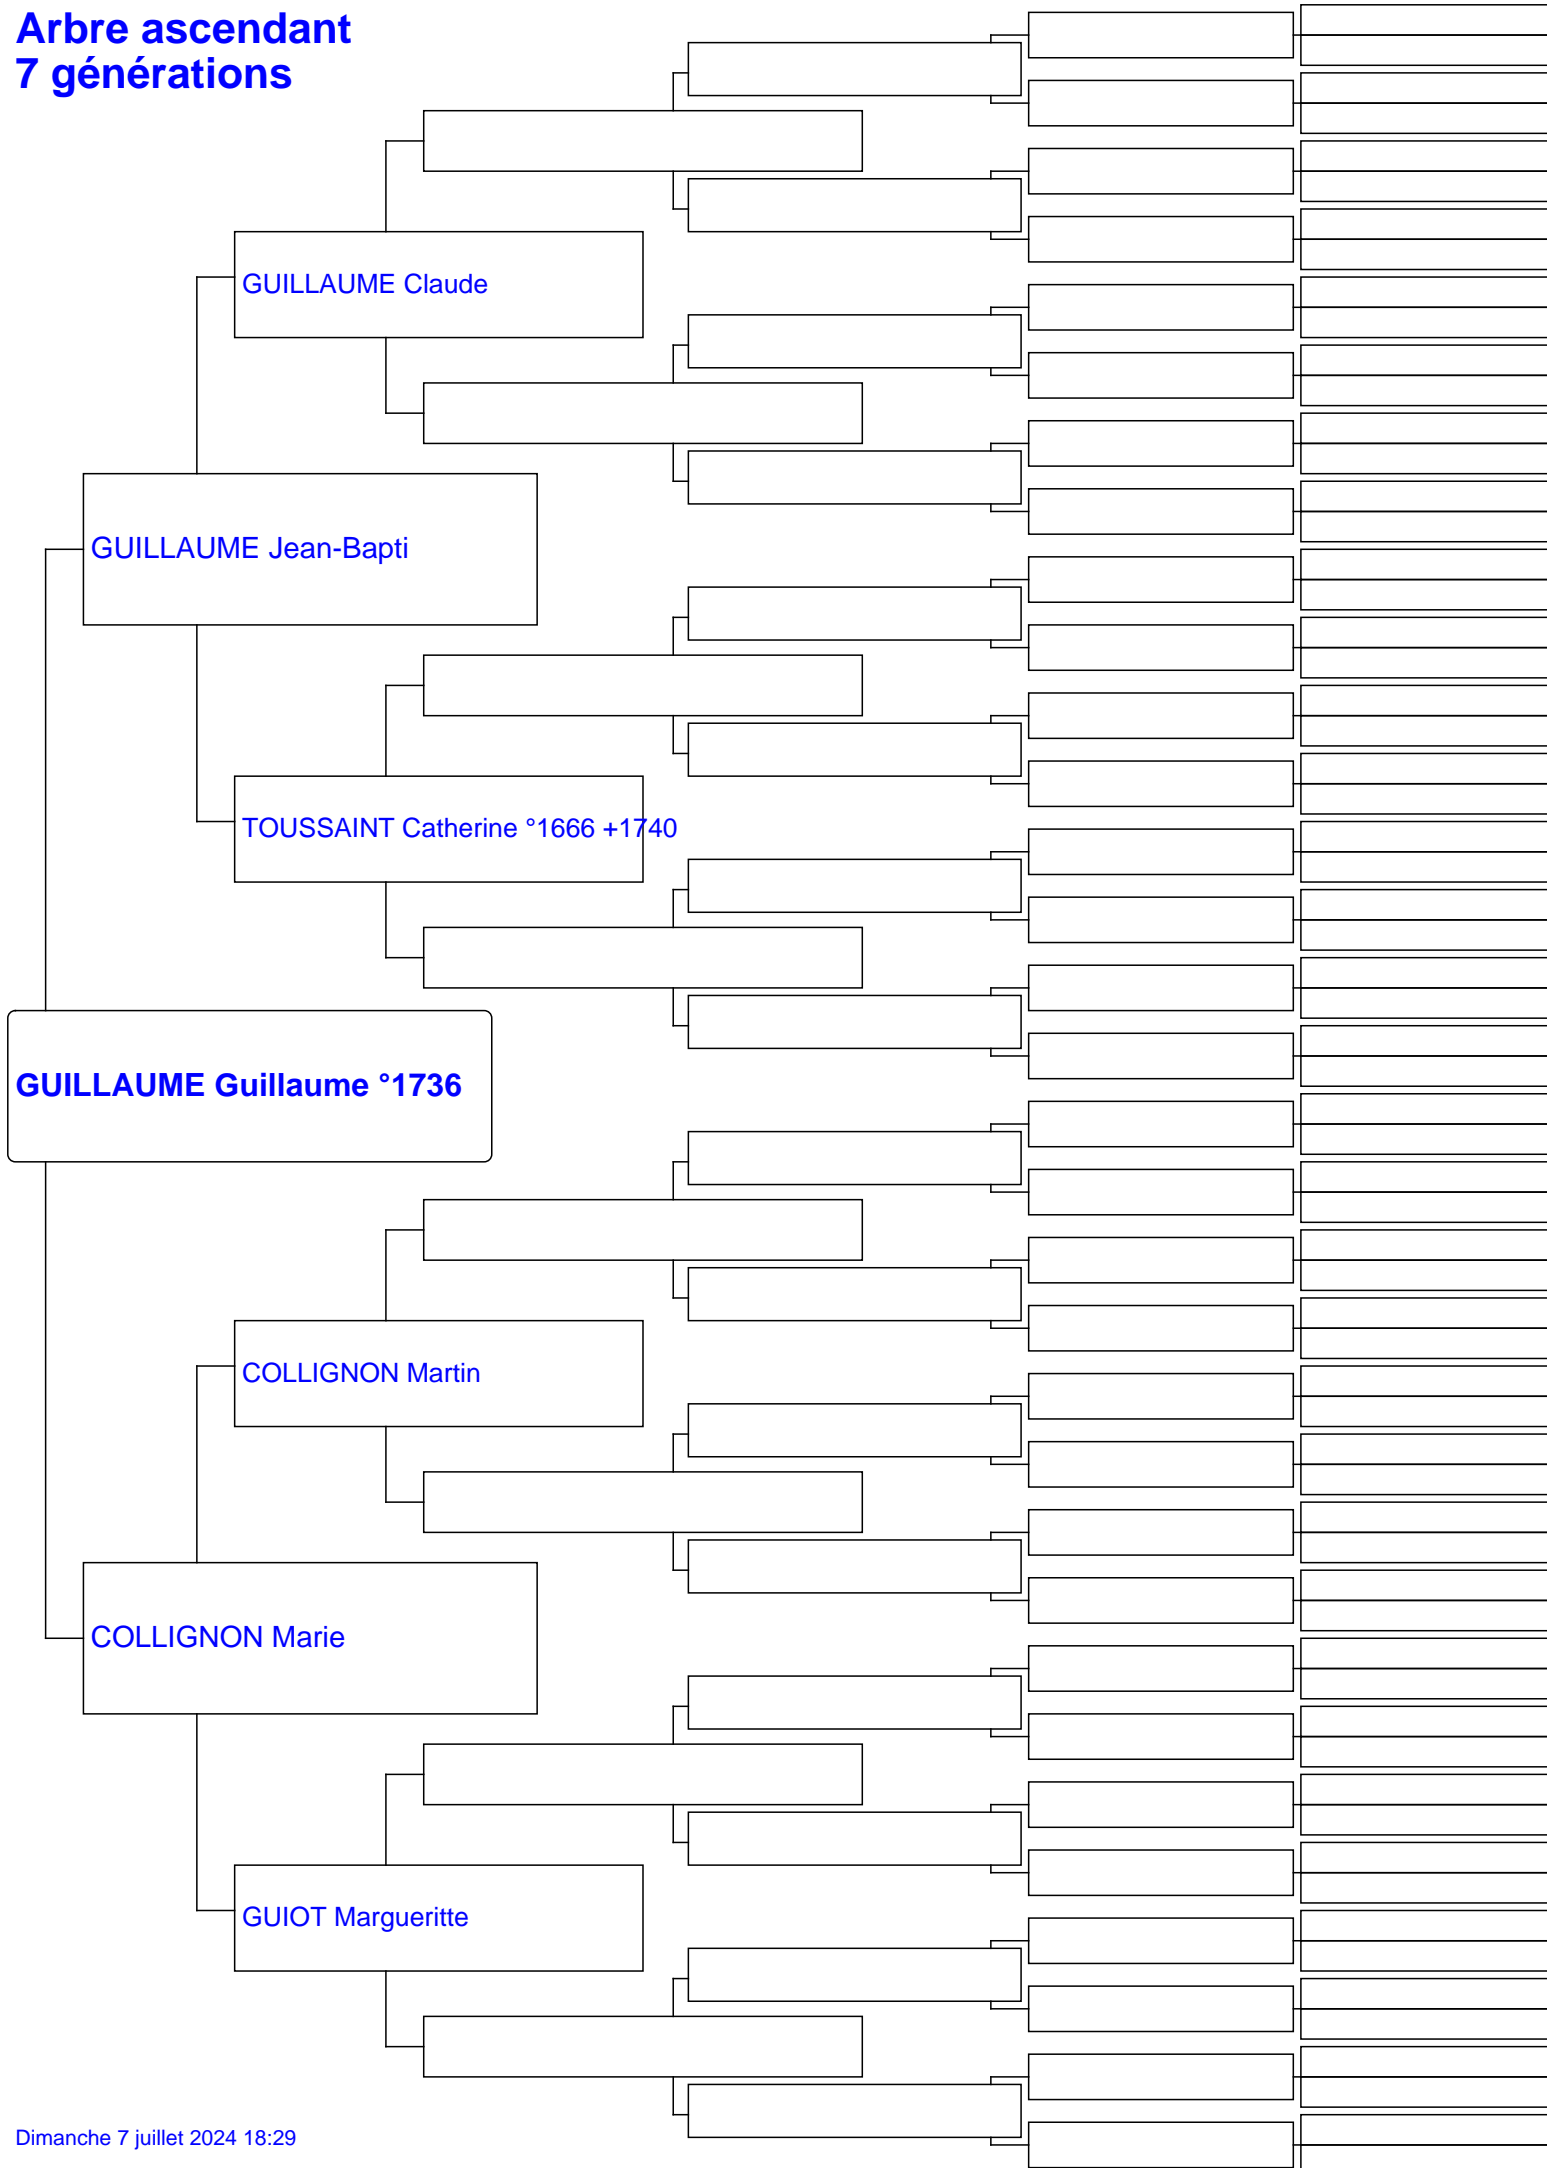 Arbre ascendant
7 générations
GUILLAUME Claude
GUILLAUME Jean-Bapti
TOUSSAINT Catherine °1666 +1740
GUILLAUME Guillaume °1736
COLLIGNON Martin
COLLIGNON Marie
GUIOT Margueritte
Dimanche 7 juillet 2024 18:29